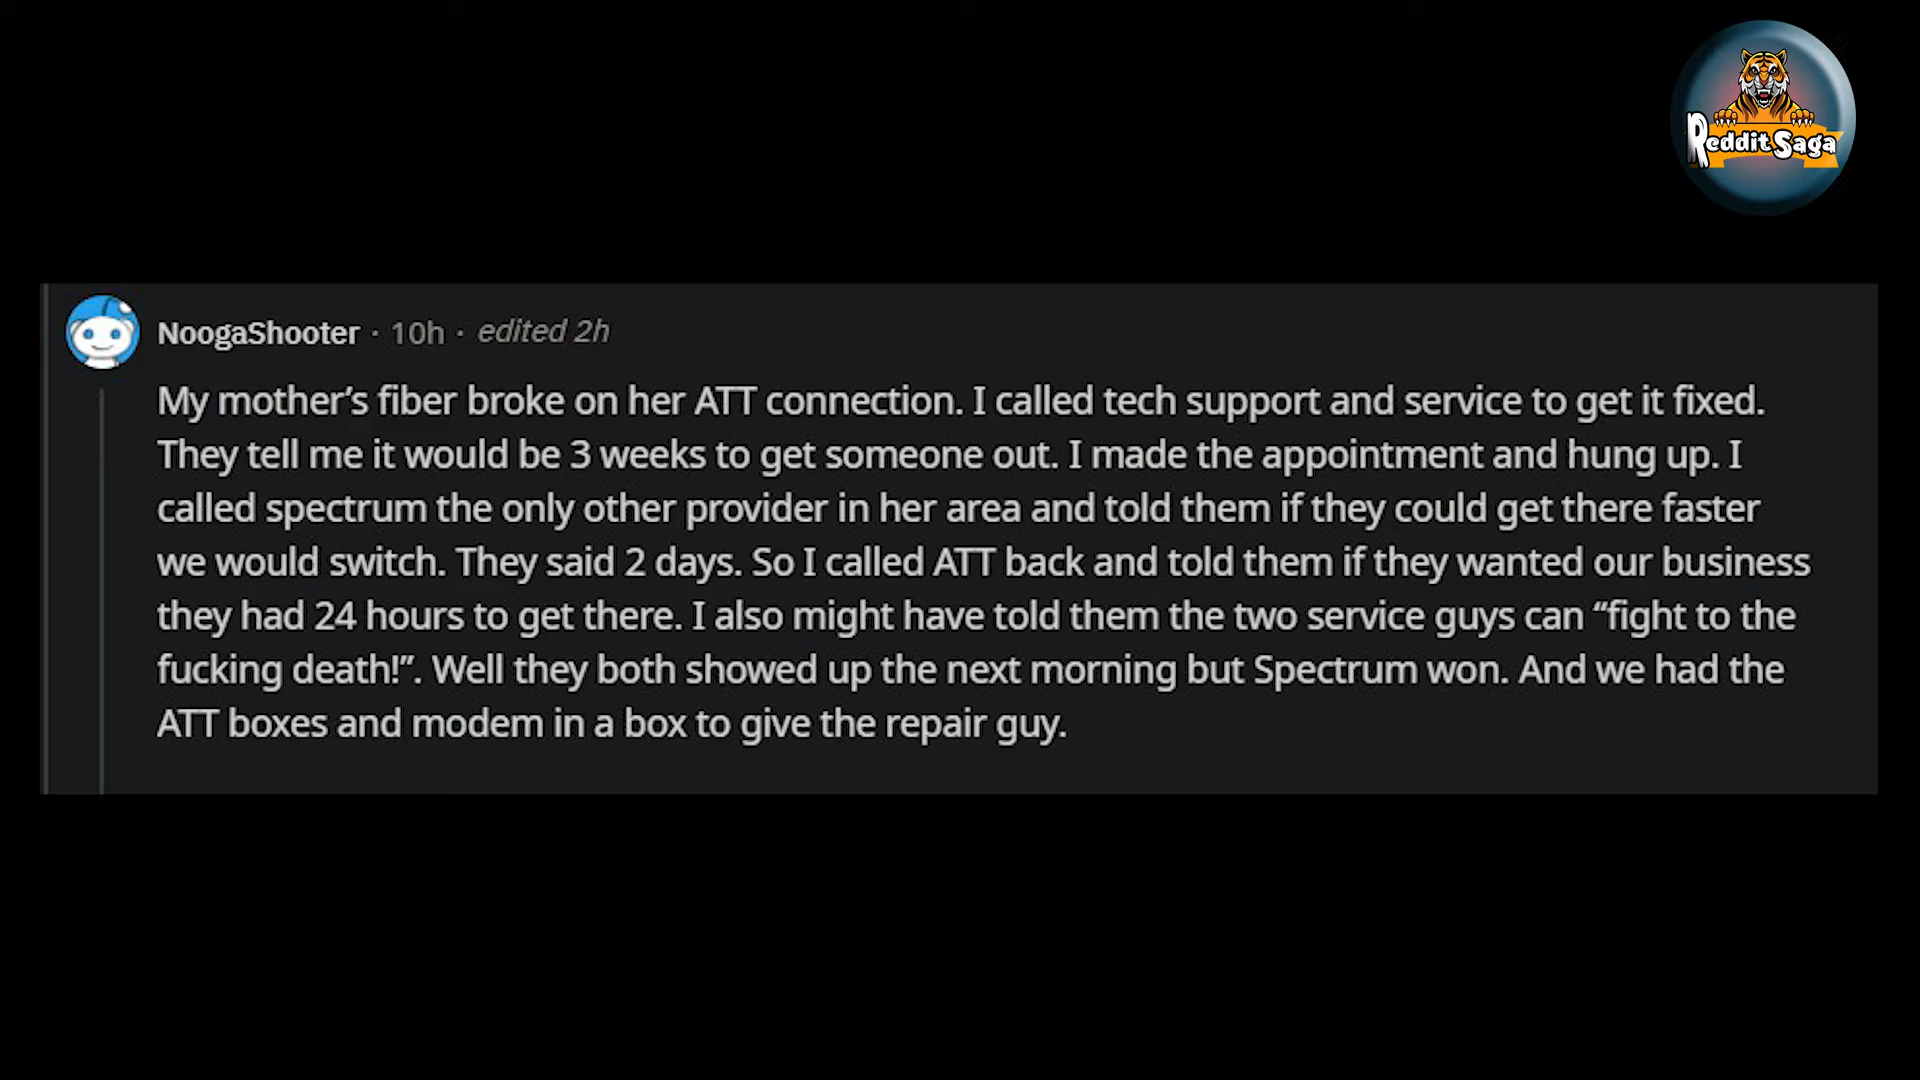 Reddit Saga
NoogaShooter · 10h · edited 2h
My mother’s fiber broke on her ATT connection. I called tech support and service to get it fixed.
They tell me it would be 3 weeks to get someone out. I made the appointment and hung up. I
called spectrum the only other provider in her area and told them if they could get there faster
we would switch. They said 2 days. So I called ATT back and told them if they wanted our business
they had 24 hours to get there. I also might have told them the two service guys can “fight to the
fucking death!”. Well they both showed up the next morning but Spectrum won. And we had the
ATT boxes and modem in a box to give the repair guy.